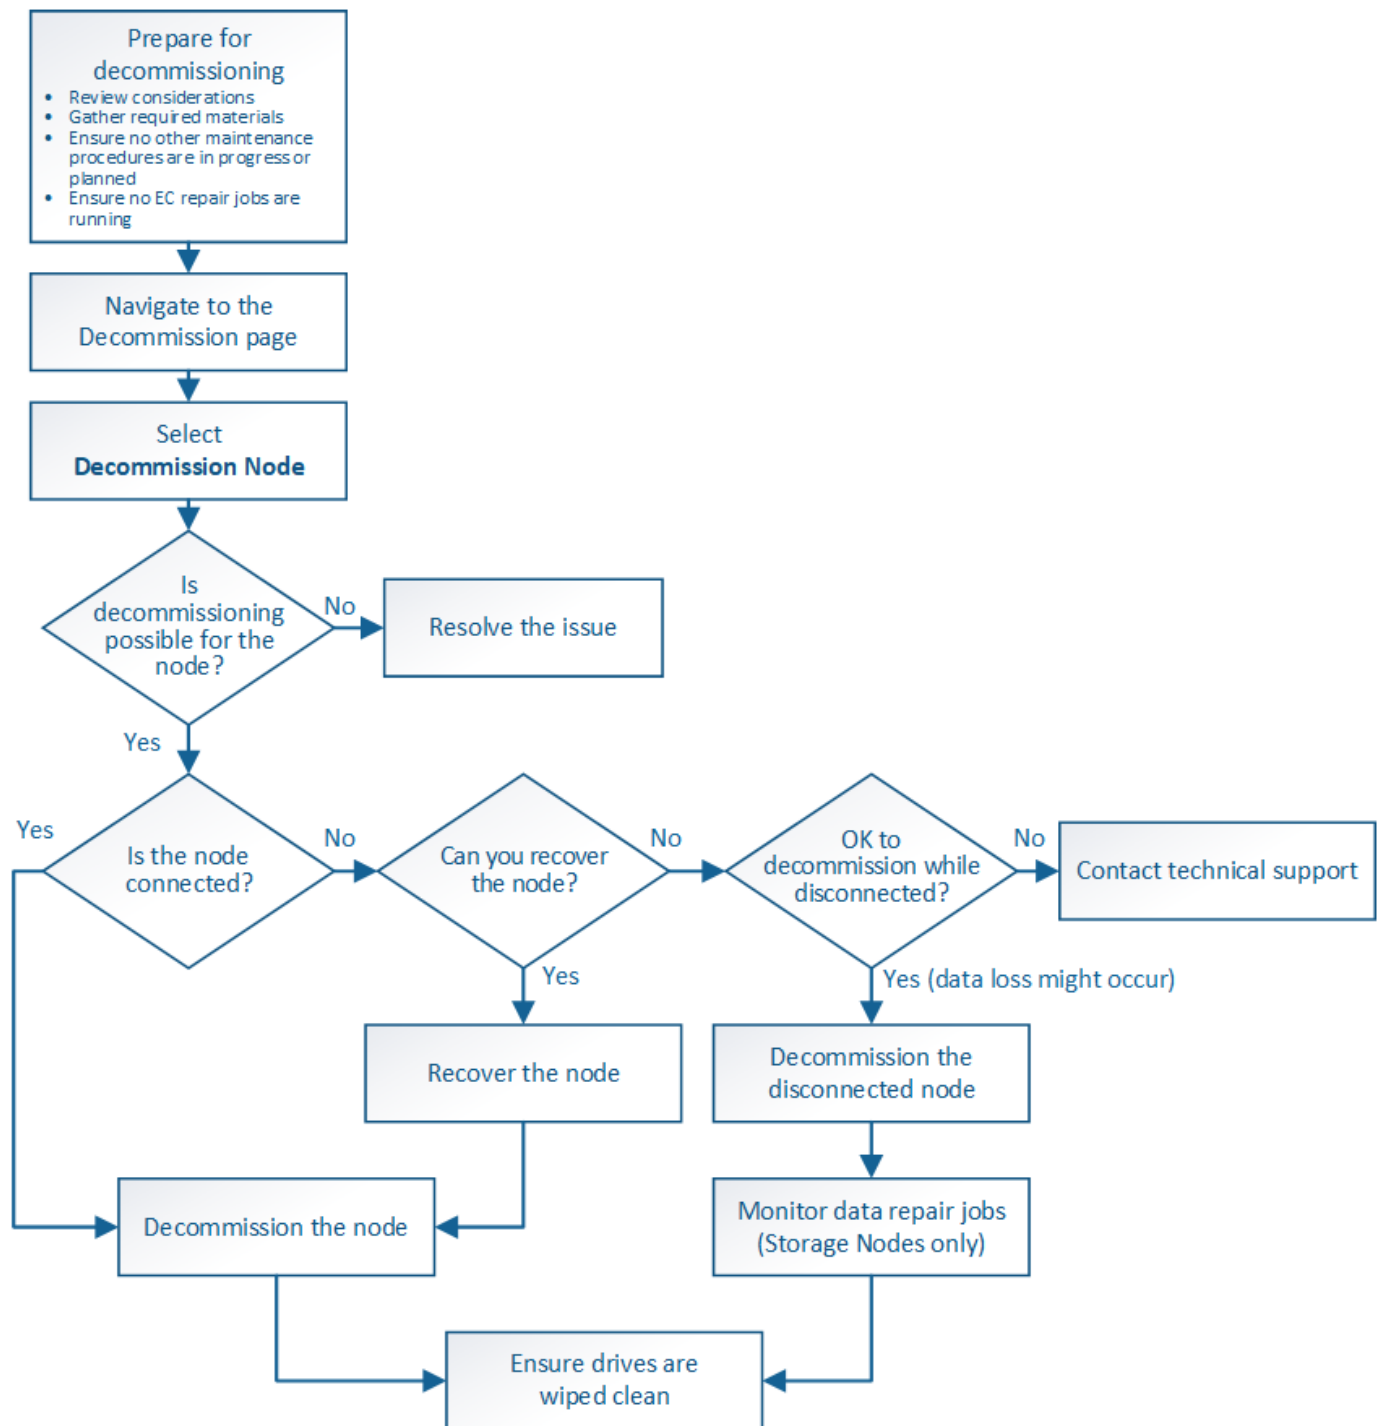 Prepare for
decommissioning
• Review considerations
• Gather required materials
• Ensure no other maintenance
procedures are in progress or
planned
• Ensure no EC repair jobs are
running
Navigate to the
Decommission page
Select
Decommission Node
Is
decommissioning
possible for the
node?
No
Resolve the issue
Yes
Yes
Is the node
connected?
No
Can you recover
the node?
No
OK to
decommission while
disconnected?
No
Contact technical support
Yes
Yes (data loss might occur)
Recover the node
Decommission the
disconnected node
Decommission the node
Monitor data repair jobs
(Storage Nodes only)
Ensure drives are
wiped clean